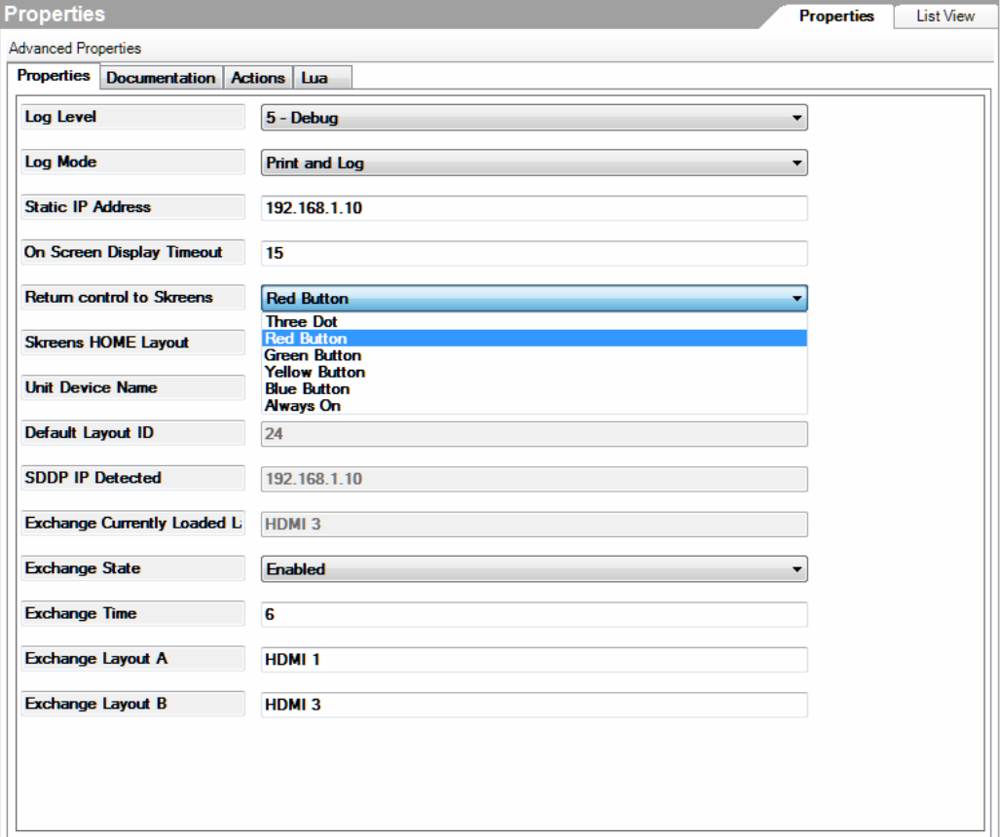 Properties
Properties List View
Advanced Properties
Properties Documentation Actions Lua
Log Level 5 - Debug
Log Mode Print and Log
Static IP Address 192.168.1.10
On Screen Display Timeout 15
Return control to Skreens Red Button
Three Dot
Red Button
Skreens HOME Layout
Green Button
Yellow Button
Unit Device Name
Blue Button
Always On
Default Layout ID 24
SDDP IP Detected 192.168.1.10
Exchange Currently Loaded L HDMI 3
Exchange State Enabled
Exchange Time 6
Exchange Layout A HDMI 1
Exchange Layout B HDMI 3